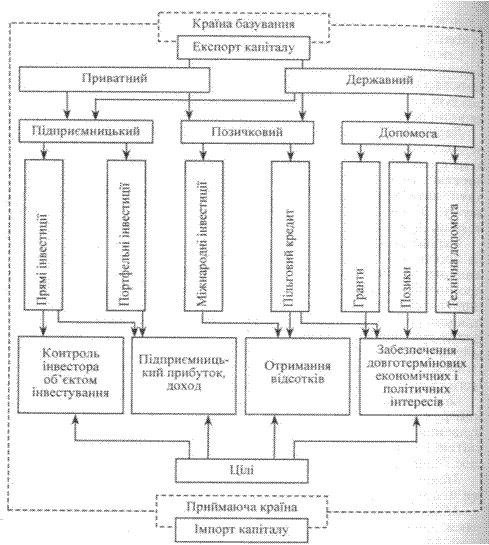 Країна базування
Експорт капіталу
Приватний
Державний
Підприємницький
Позичковий
Допомога
Прямі інвестиції
Портфельні інвестиції
Міжнародні інвестиції
Пільговий кредит
Гранти
Позики
Технічна допомога
Контроль
інвестора
об’єктом
інвестування
Підприємниць-
кий прибуток,
доход
Отримання
відсотків
Забезпечення
довготермінових
економічних і
політичних
інтересів
Цілі
Приймаюча країна
Імпорт капіталу